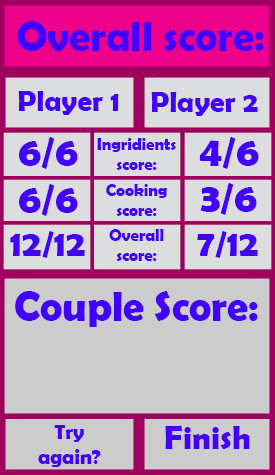 Overall score:
Player 1
Player 2
6/6
Ingridients
score:
4/6
6/6
Cooking
score:
3/6
12/12
Overall
score:
7/12
Couple Score:
Try
again?
Finish